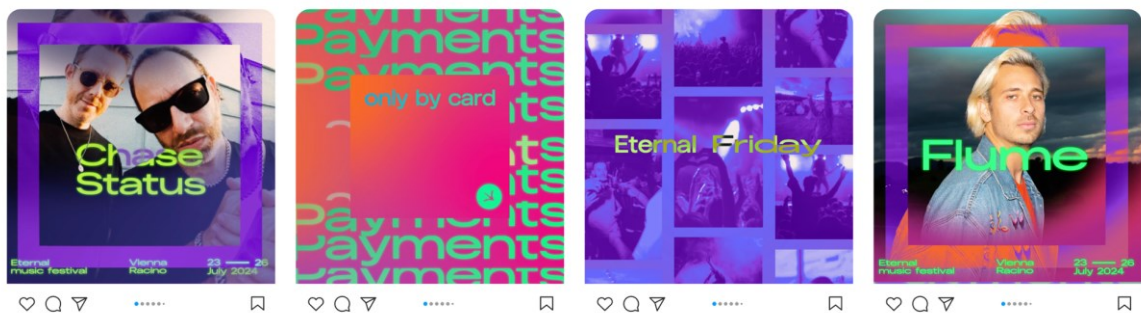 Chase
Status
Eternal
music festival
Vienna
Racino
23 — 26
July 2024
Payments
Payments
Payments
only by card
Payments
Payments
Payments
Eternal Friday
Flume
Eternal
music festival
Vienna
Racino
23 — 26
July 2024